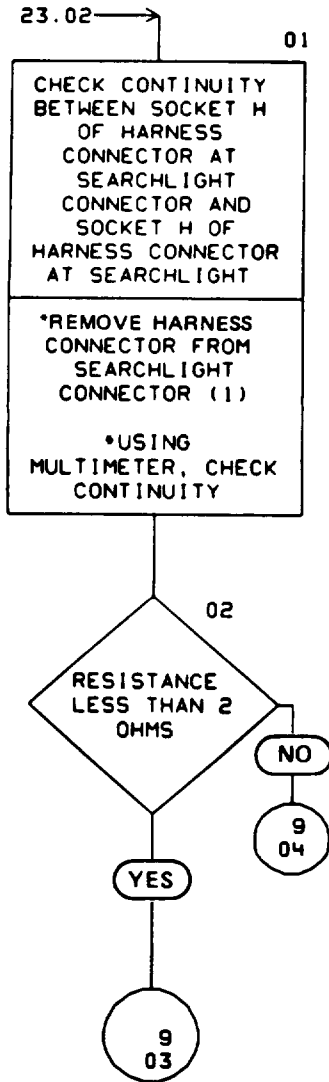 23.02
01
CHECK CONTINUITY
BETWEEN SOCKET H
OF HARNESS
CONNECTOR AT
SEARCHLIGHT
CONNECTOR AND
SOCKET H OF
HARNESS CONNECTOR
AT SEARCHLIGHT
*REMOVE HARNESS
CONNECTOR FROM
SEARCHLIGHT
CONNECTOR (1)
*USING
MULTIMETER, CHECK
CONTINUITY
02
RESISTANCE
LESS THAN 2
OHMS
NO
9
04
YES
9
03